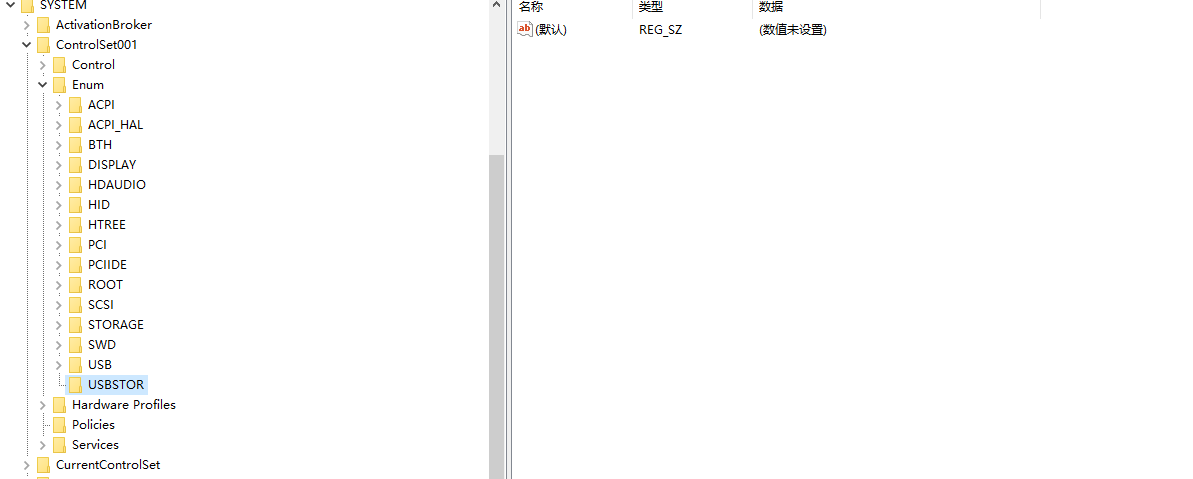 SYSTEM
ActivationBroker
ControlSet001
Control
Enum
ACPI
ACPI_HAL
BTH
DISPLAY
HDAUDIO
HID
HTREE
PCI
PCIIDE
ROOT
SCSI
STORAGE
SWD
USB
USBSTOR
Hardware Profiles
Policies
Services
CurrentControlSet
名称 类型 数据
ab (默认) REG_SZ (数值未设置)